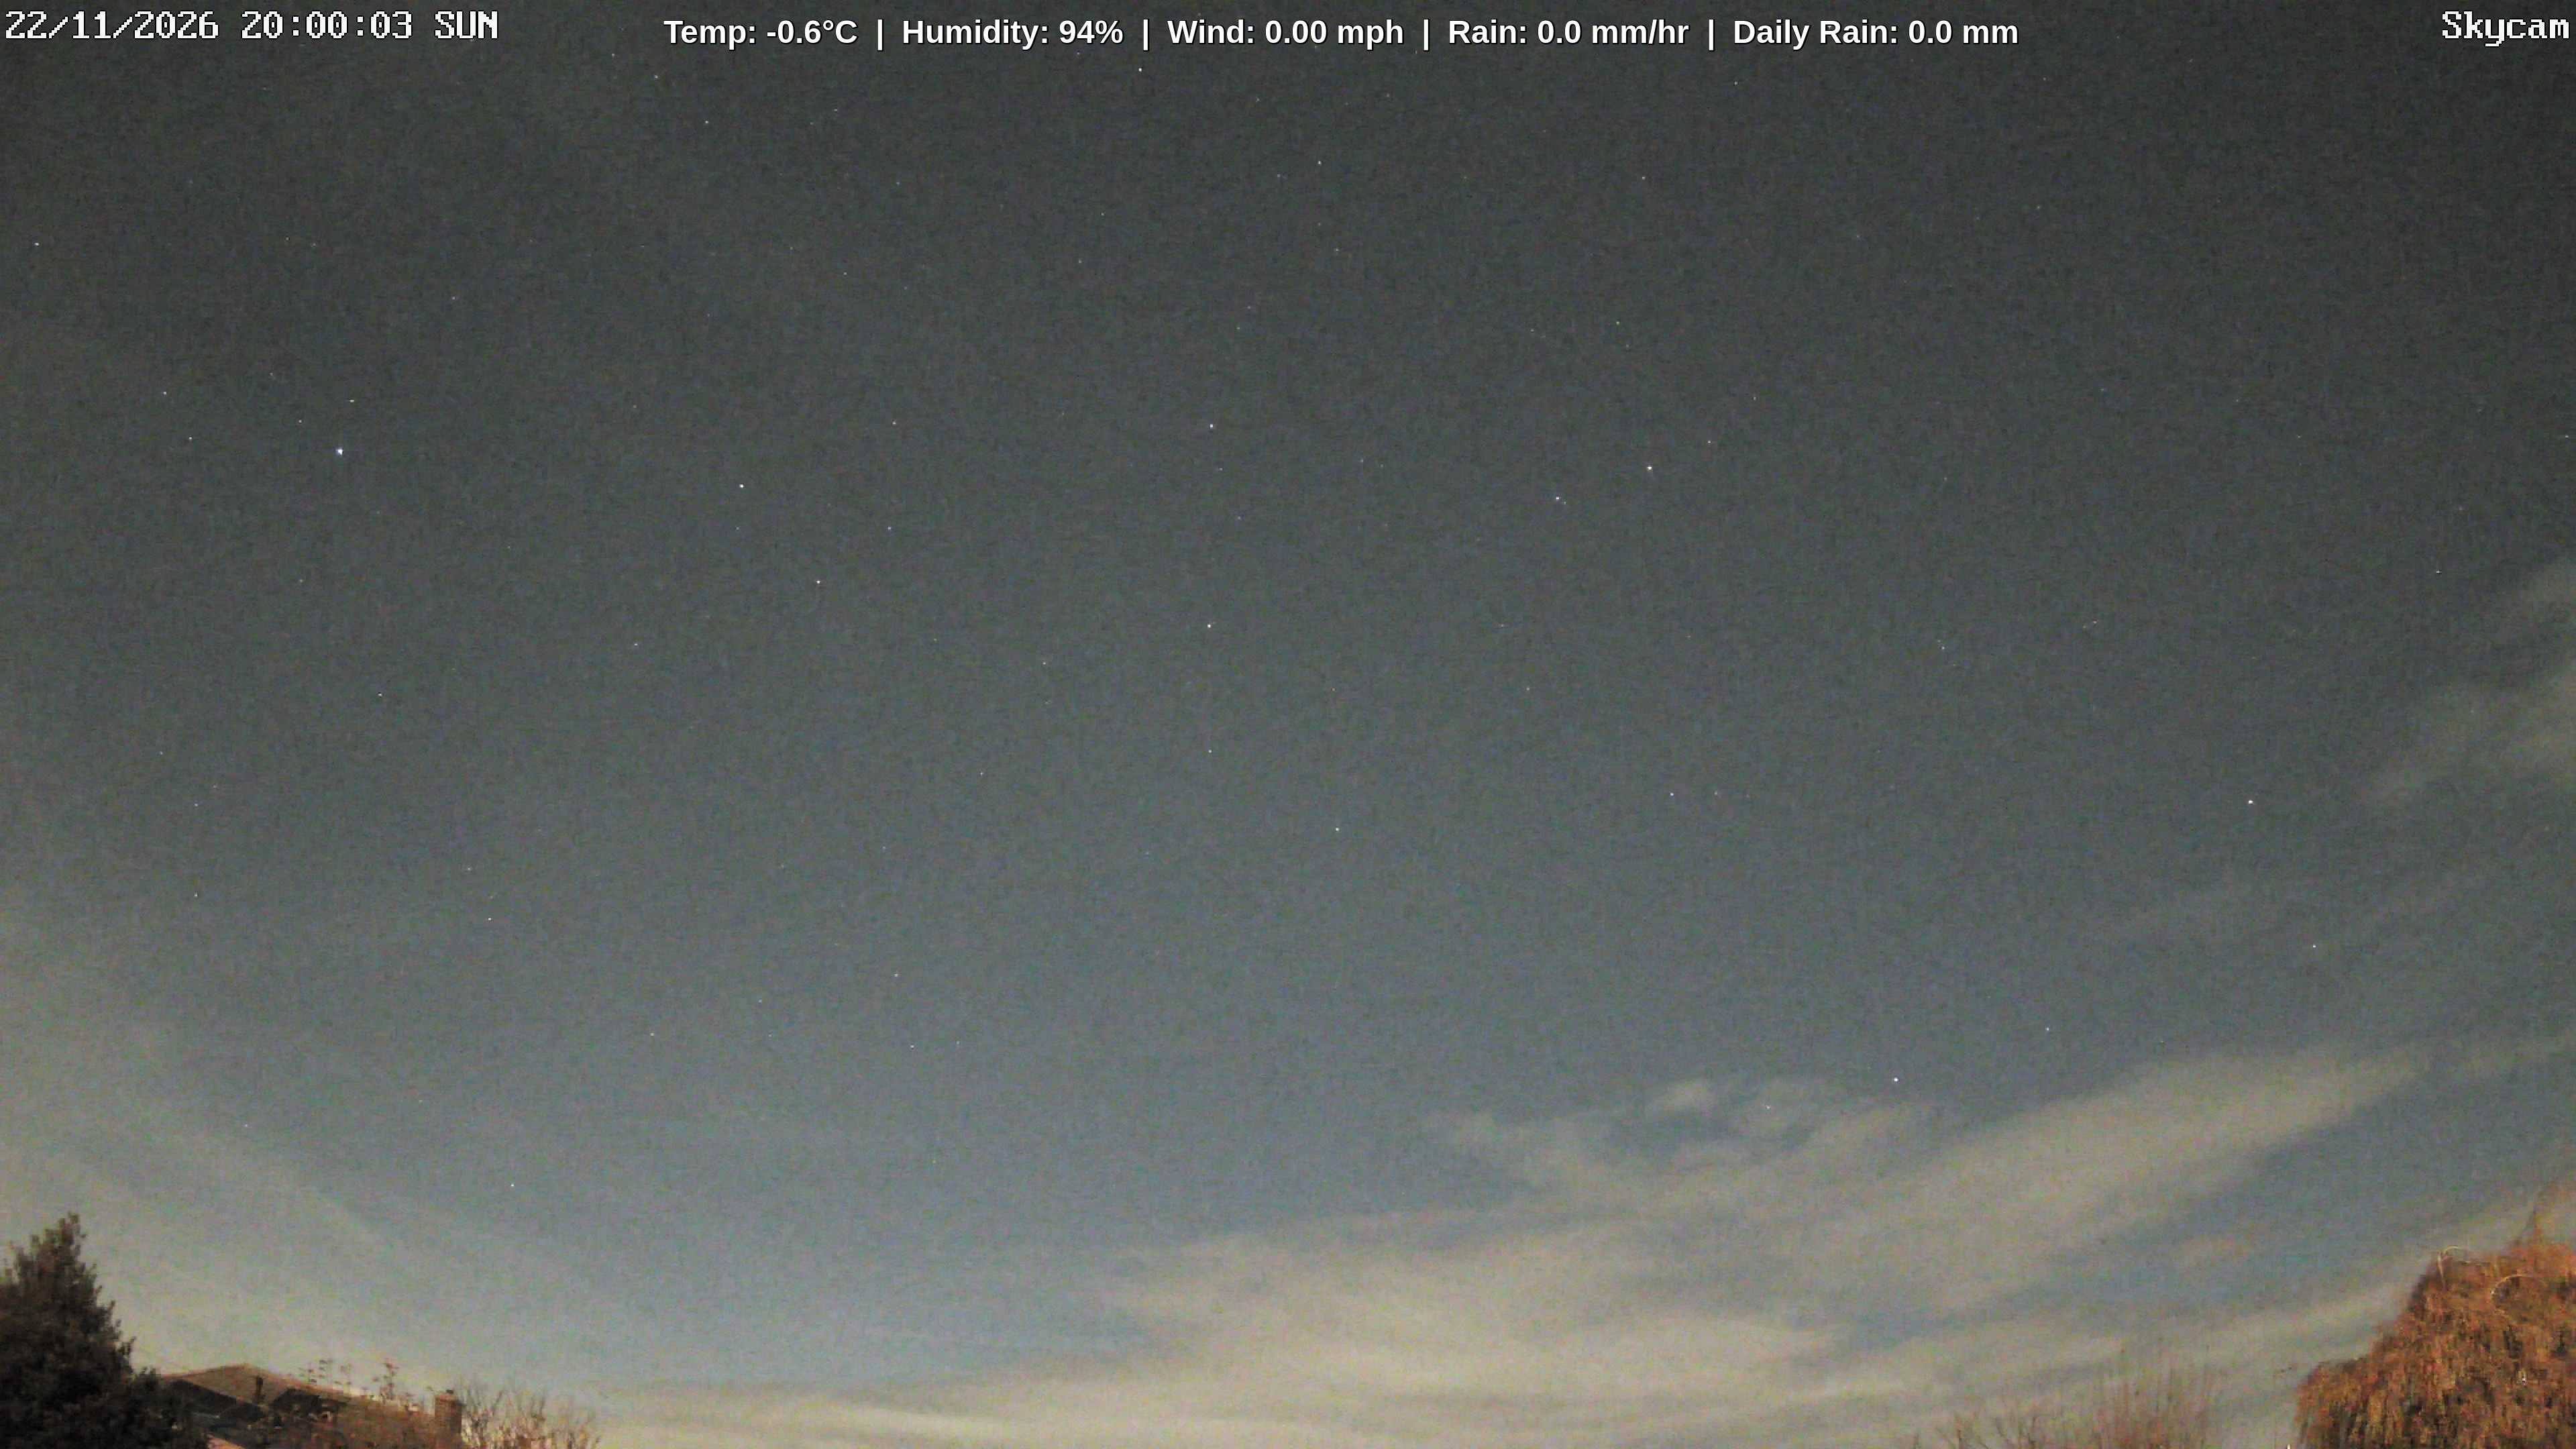 22/11/2026 20:00:03 SUN
Temp: -0.6°C | Humidity: 94% | Wind: 0.00 mph | Rain: 0.0 mm/hr | Daily Rain: 0.0 mm
Skycam